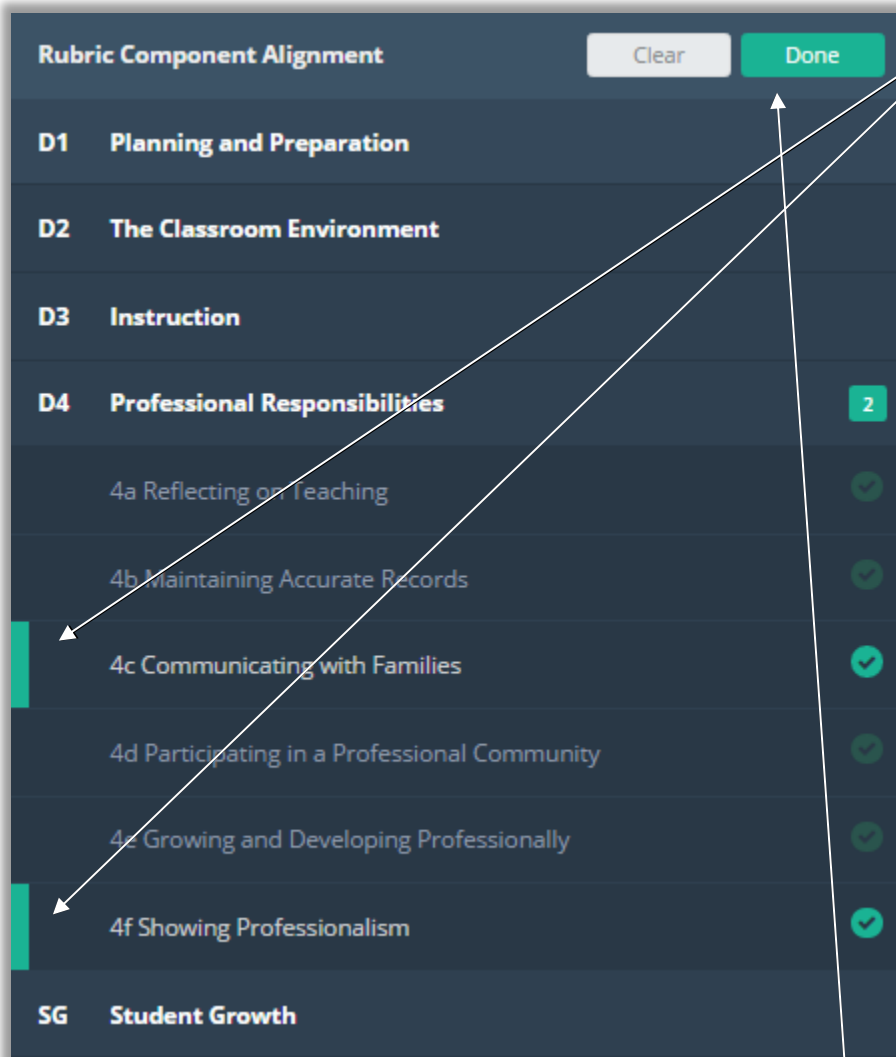 Rubric Component Alignment Clear Done
D1 Planning and Preparation
D2 The Classroom Environment
D3 Instruction
D4 Professional Responsibilities 2
4a Reflecting on Teaching
4b Maintaining Accurate Records
4c Communicating with Families
4d Participating in a Professional Community
4e Growing and Developing Professionally
4f Showing Professionalism
SG Student Growth